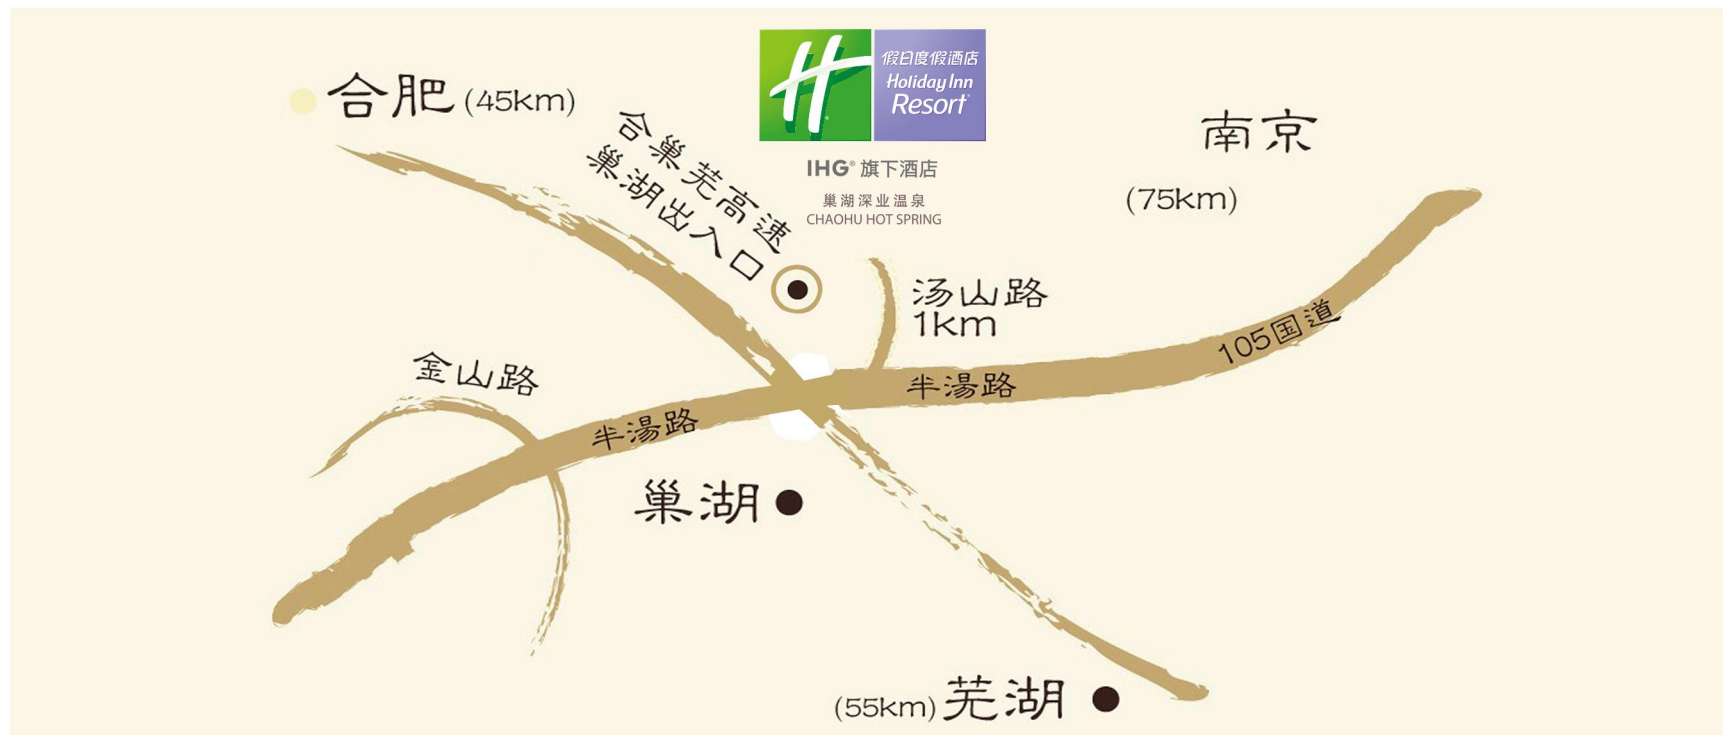 假日度假酒店
Holiday Inn
Resort
IHG® 旗下酒店
巢湖深业温泉
CHAOHU HOT SPRING
合肥(45km)
合巢芜高速
巢湖出入口
南京
(75km)
汤山路
1km
105国道
金山路
半湯路
半湯路
巢湖
(55km)芜湖